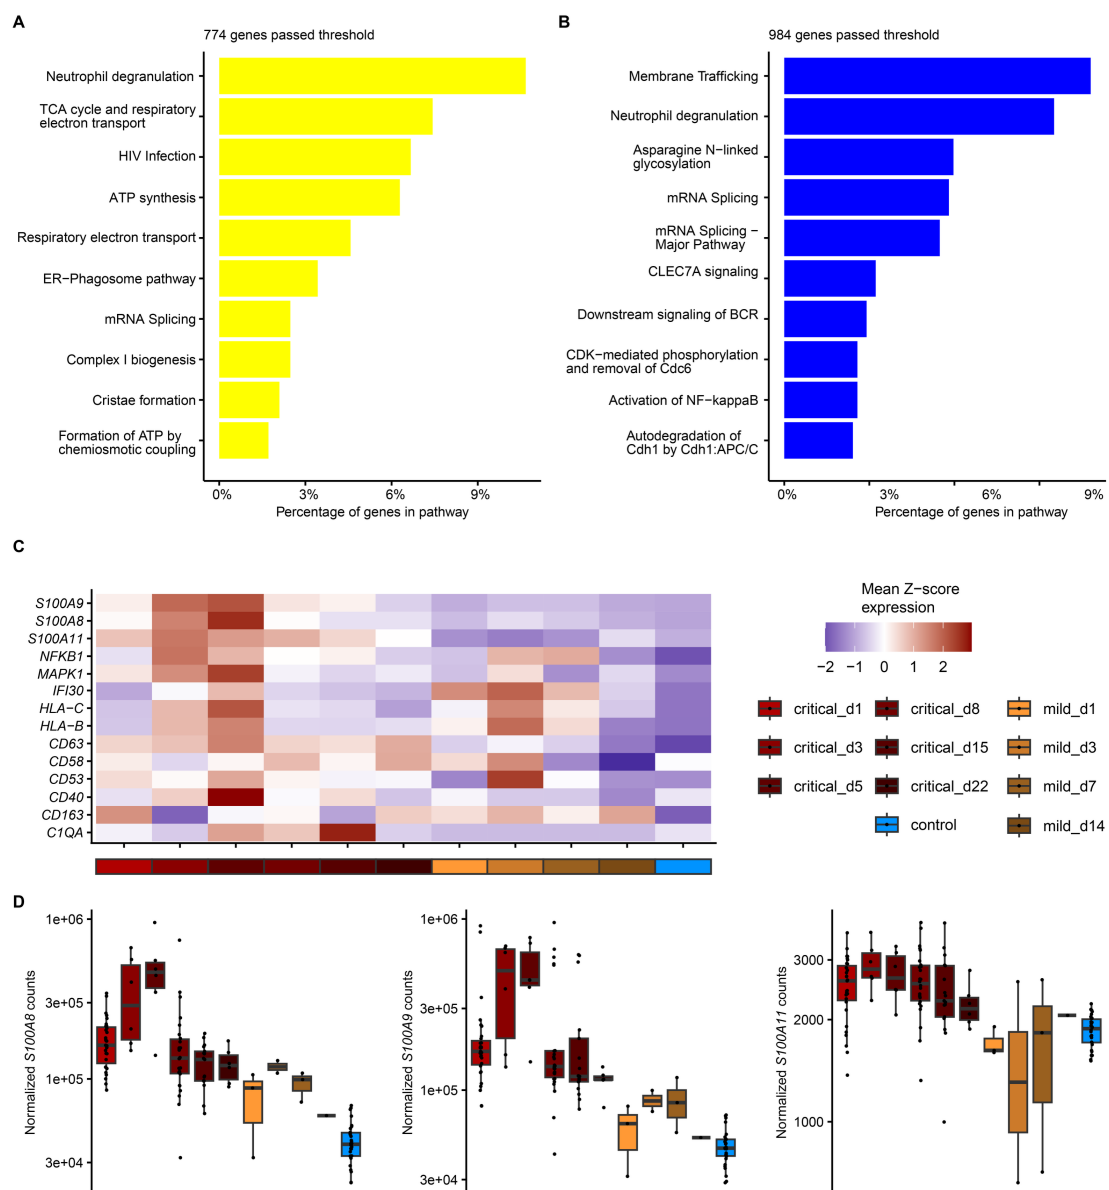 A
774 genes passed threshold
Neutrophil degranulation
TCA cycle and respiratory
electron transport
HIV Infection
ATP synthesis
Respiratory electron transport
ER−Phagosome pathway
mRNA Splicing
Complex I biogenesis
Cristae formation
Formation of ATP by
chemiosmotic coupling
0% 3% 6% 9%
Percentage of genes in pathway
B
984 genes passed threshold
Membrane Trafficking
Neutrophil degranulation
Asparagine N−linked
glycosylation
mRNA Splicing
mRNA Splicing −
Major Pathway
CLEC7A signaling
Downstream signaling of BCR
CDK−mediated phosphorylation
and removal of Cdc6
Activation of NF−kappaB
Autodegradation of
Cdh1 by Cdh1:APC/C
0% 3% 6% 9%
Percentage of genes in pathway
C
S100A9
S100A8
S100A11
NFKB1
MAPK1
IFI30
HLA−C
HLA−B
CD63
CD58
CD53
CD40
CD163
C1QA
Mean Z−score
expression
−2 −1 0 1 2
critical_d1 critical_d8 mild_d1
critical_d3 critical_d15 mild_d3
critical_d5 critical_d22 mild_d7
control mild_d14
D
Normalized S100A8 counts
1e+06
3e+05
1e+05
3e+04
Normalized S100A9 counts
1e+06
3e+05
1e+05
3e+04
Normalized S100A11 counts
3000
2000
1000